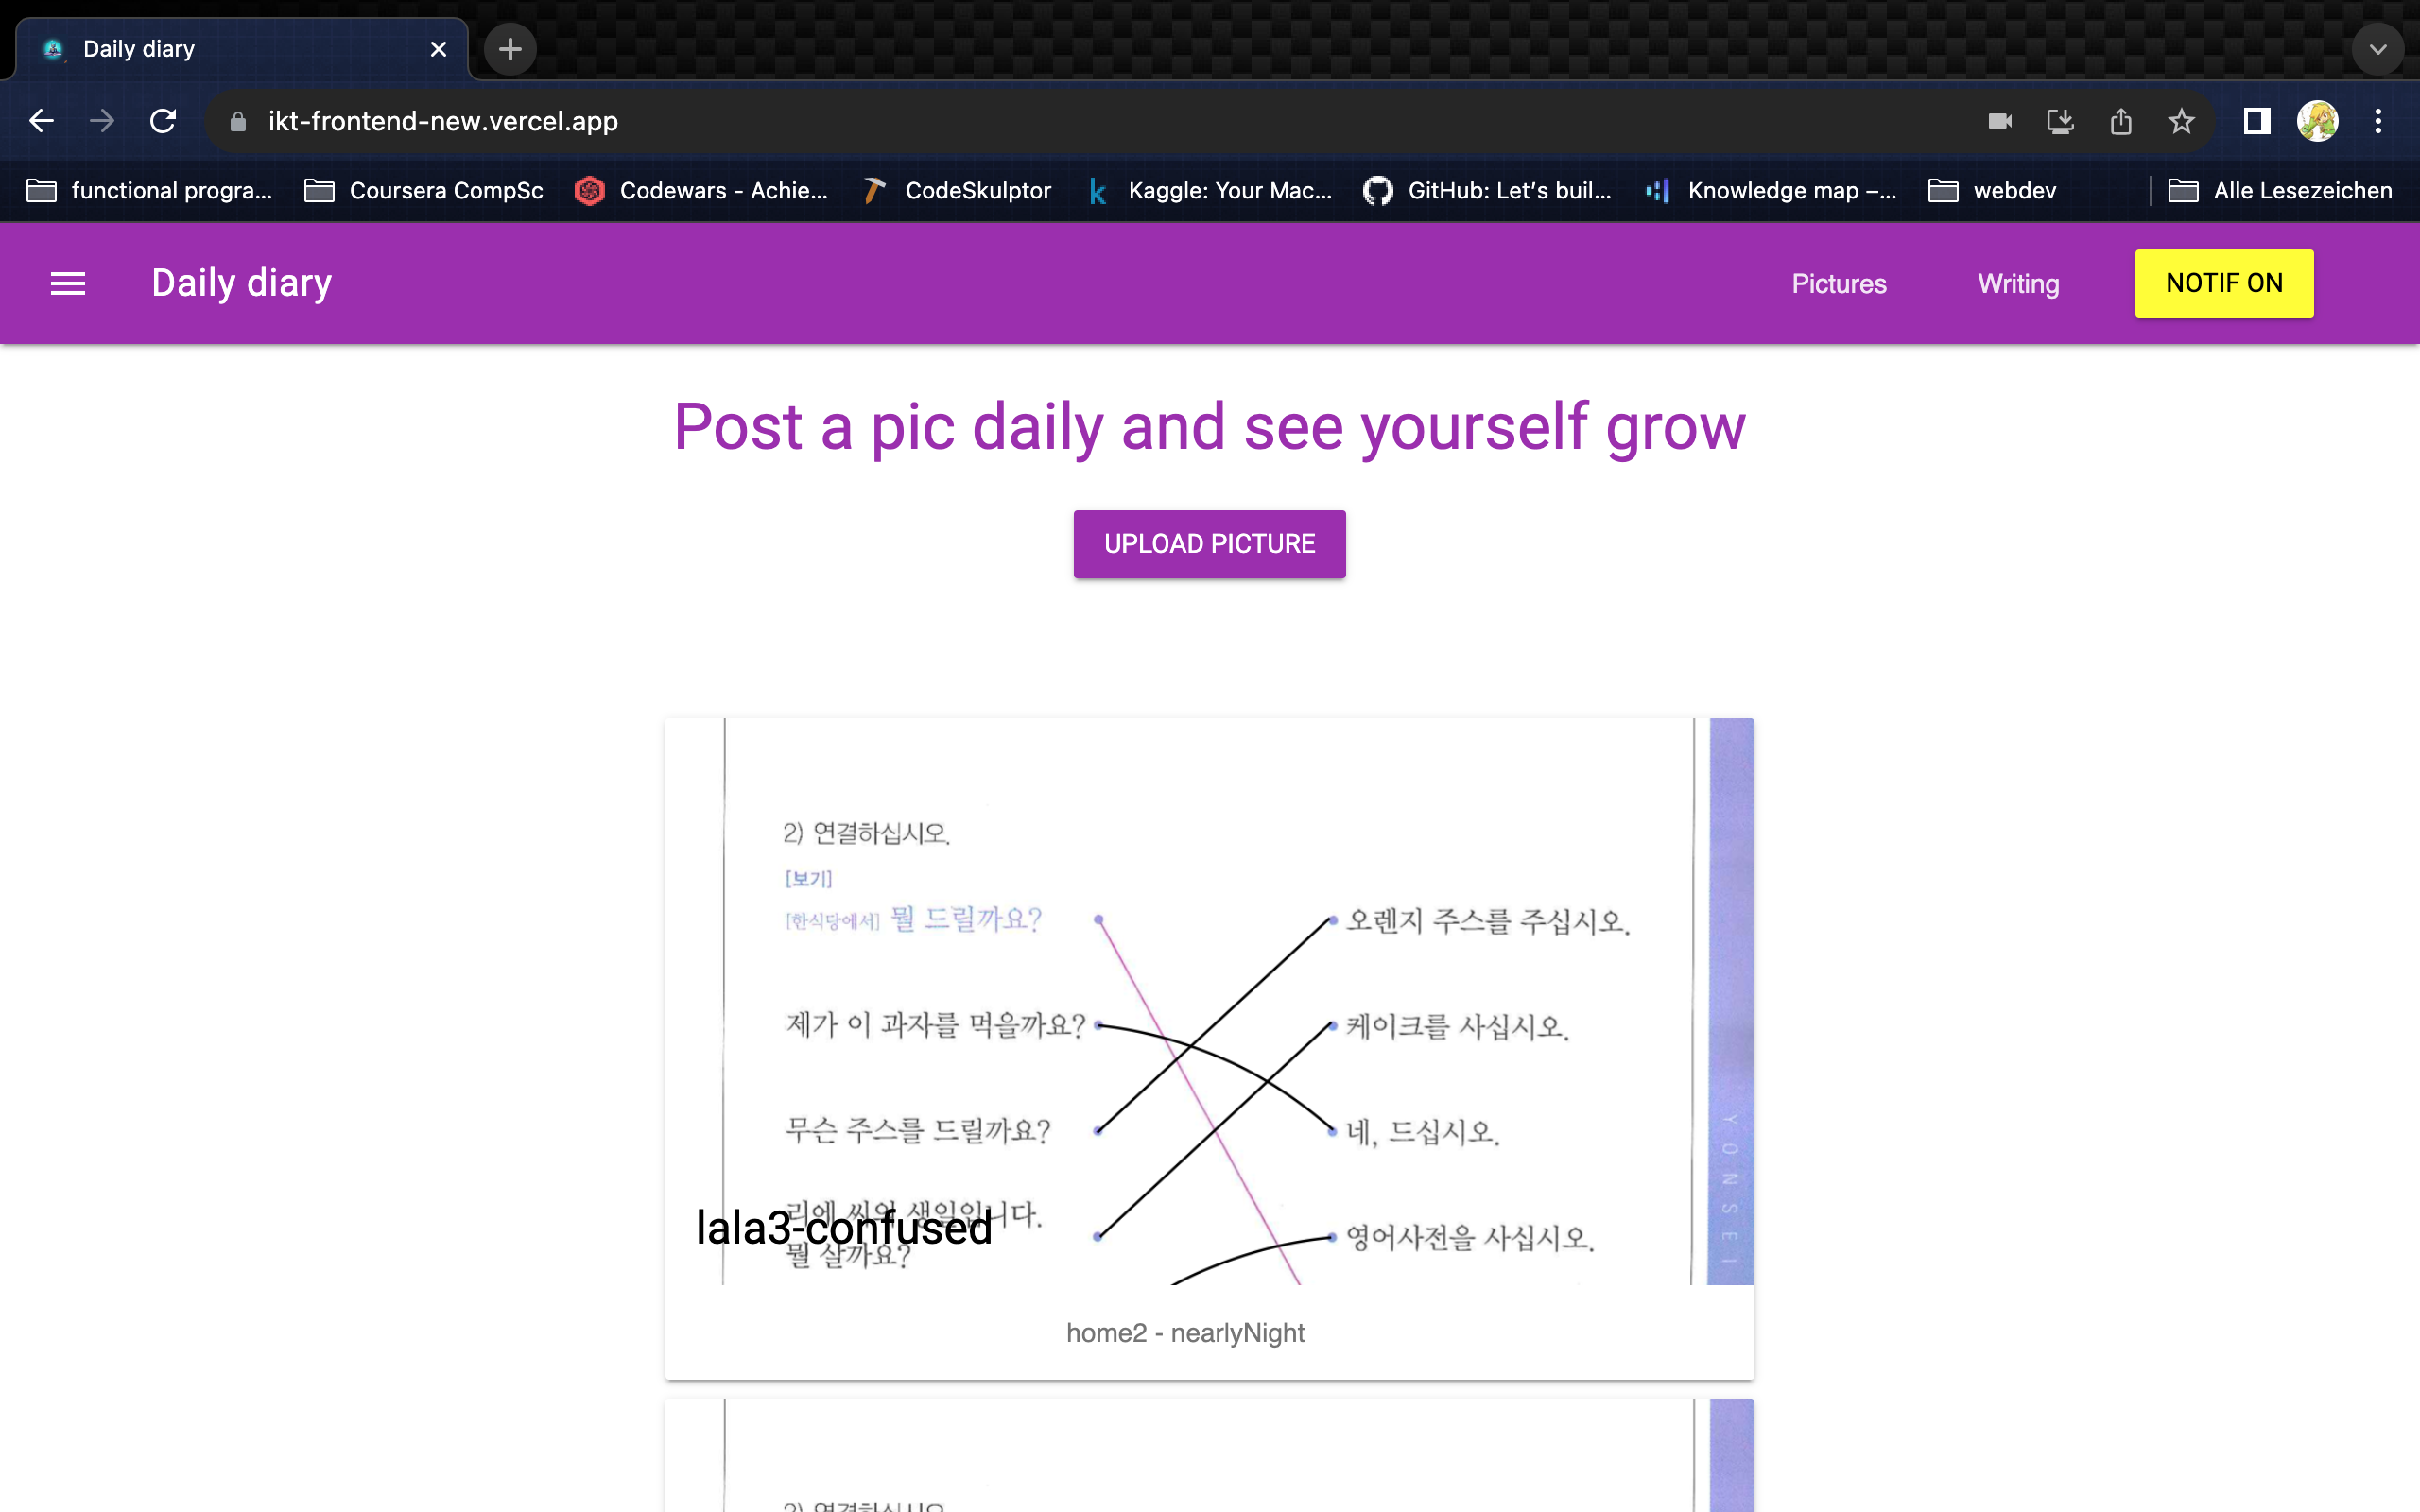 Daily diary
ikt-frontend-new.vercel.app
functional progra... Coursera CompSc Codewars - Achie... CodeSkulptor Kaggle: Your Mac... GitHub: Let's buil... Knowledge map –... webdev Alle Lesezeichen
Daily diary Pictures Writing NOTIF ON
Post a pic daily and see yourself grow
UPLOAD PICTURE
2) 연결하십시오.
[보기]
[한식당에서] 뭘 드릴까요? 오렌지 주스를 주십시오.
제가 이 과자를 먹을까요? 케이크를 사십시오.
무슨 주스를 드릴까요? 네, 드십시오.
리에 씨의 생일입니다.
뭘 살까요? 영어사전을 사십시오.
lala3-confused
YONSEI
home2 - nearlyNight
2) 연결하십시오